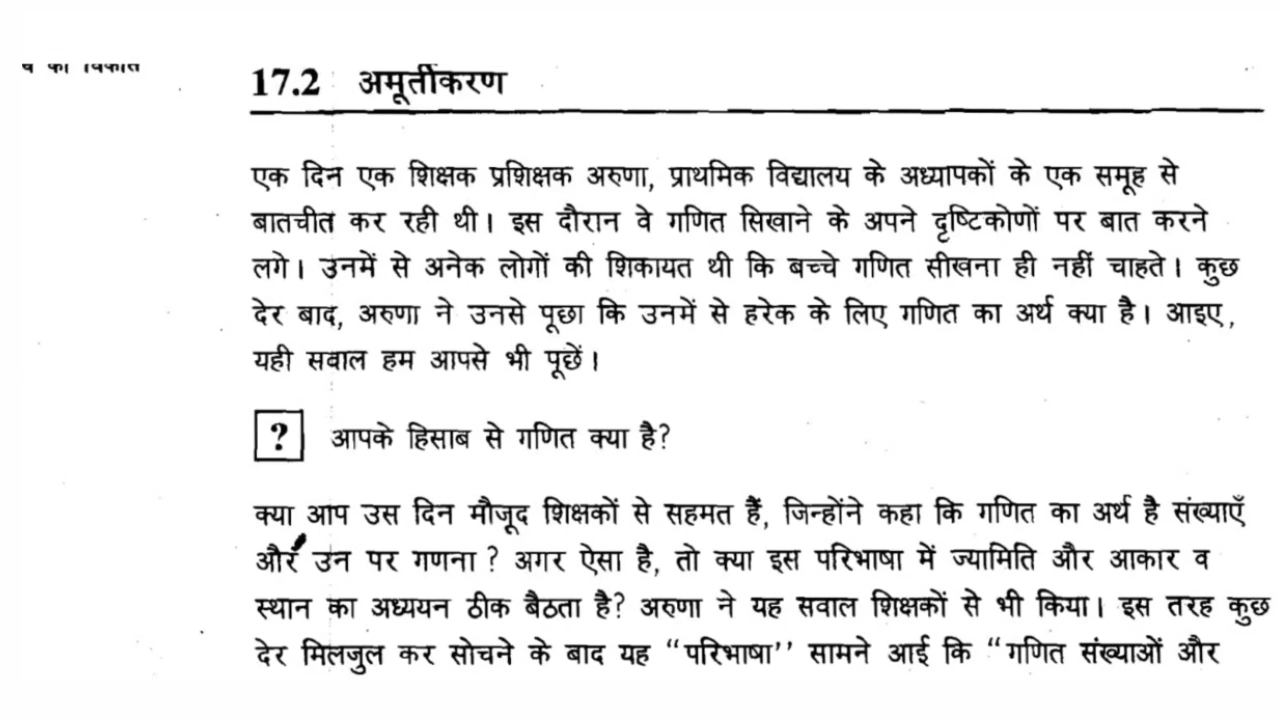 17.2 अमूर्तीकरण
एक दिन एक शिक्षक प्रशिक्षक अरुणा, प्राथमिक विद्यालय के अध्यापकों के एक समूह से
बातचीत कर रही थी। इस दौरान वे गणित सिखाने के अपने दृष्टिकोणों पर बात करने
लगे। उनमें से अनेक लोगों की शिकायत थी कि बच्चे गणित सीखना ही नहीं चाहते। कुछ
देर बाद, अरुणा ने उनसे पूछा कि उनमें से हरेक के लिए गणित का अर्थ क्या है। आइए,
यही सवाल हम आपसे भी पूछें।
? आपके हिसाब से गणित क्या है?
क्या आप उस दिन मौजूद शिक्षकों से सहमत हैं, जिन्होंने कहा कि गणित का अर्थ है संख्याएँ
और उन पर गणना ? अगर ऐसा है, तो क्या इस परिभाषा में ज्यामिति और आकार व
स्थान का अध्ययन ठीक बैठता है? अरुणा ने यह सवाल शिक्षकों से भी किया। इस तरह कुछ
देर मिलजुल कर सोचने के बाद यह “परिभाषा’’ सामने आई कि “गणित संख्याओं और